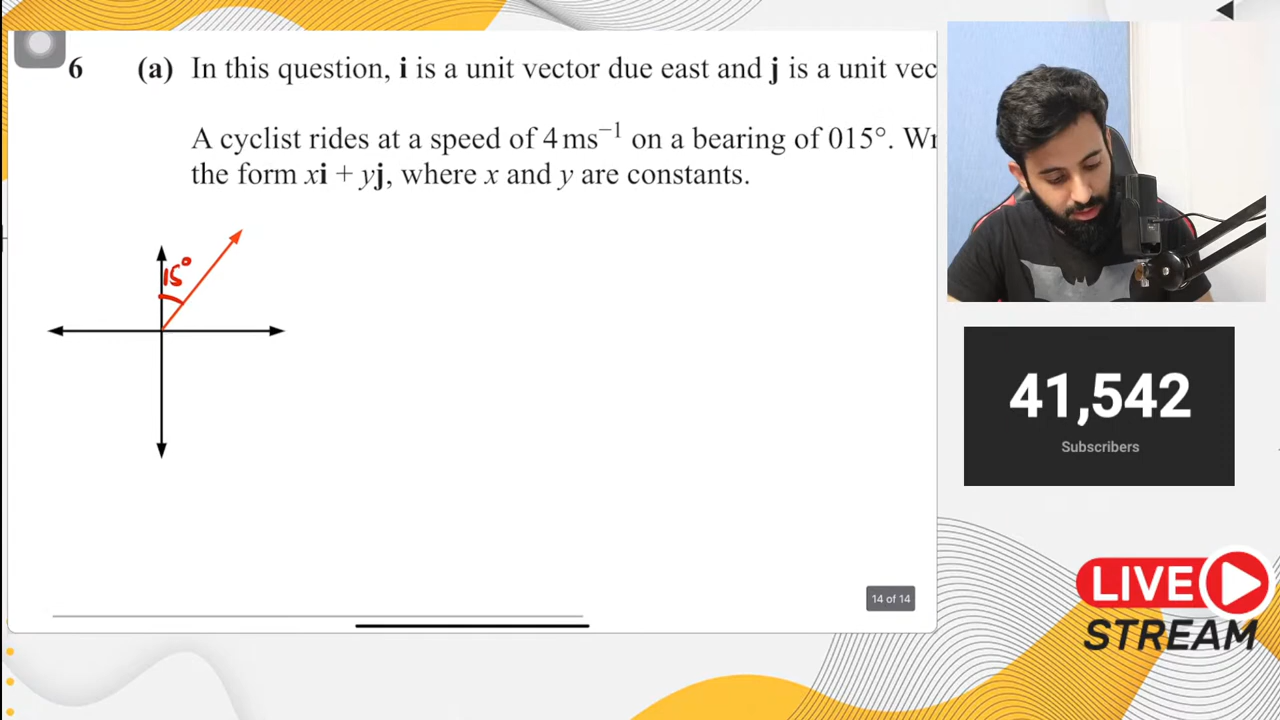 6 (a) In this question, i is a unit vector due east and j is a unit vec
A cyclist rides at a speed of 4 ms⁻¹ on a bearing of 015°. Wr
the form xi + yj, where x and y are constants.
15°
14 of 14
41,542
Subscribers
LIVE
STREAM